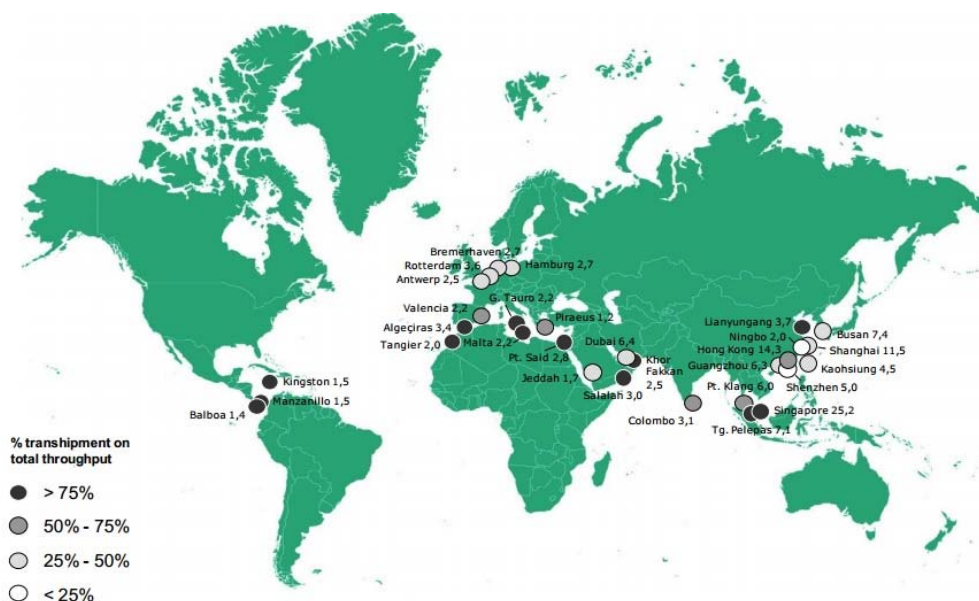 Bremerhaven 2,7
Rotterdam 3,6
Hamburg 2,7
Antwerp 2,5
G. Tauro 2,2
Valencia 2,2
Piraeus 1,2
Algeçiras 3,4
Malta 2,2
Tangier 2,0
Pt. Said 2,8
Dubai 6,4
Khor
Fakkan
2,5
Jeddah 1,7
Salalah 3,0
Colombo 3,1
Lianyungang 3,7
Busan 7,4
Ningbo 2,0
Shanghai 11,5
Hong Kong 14,3
Guangzhou 6,3
Kaohsiung 4,5
Shenzhen 5,0
Pt. Klang 6,0
Singapore 25,2
Tg. Pelepas 7,1
Kingston 1,5
Manzanillo 1,5
Balboa 1,4
% transhipment on
total throughput
> 75%
50% - 75%
25% - 50%
< 25%